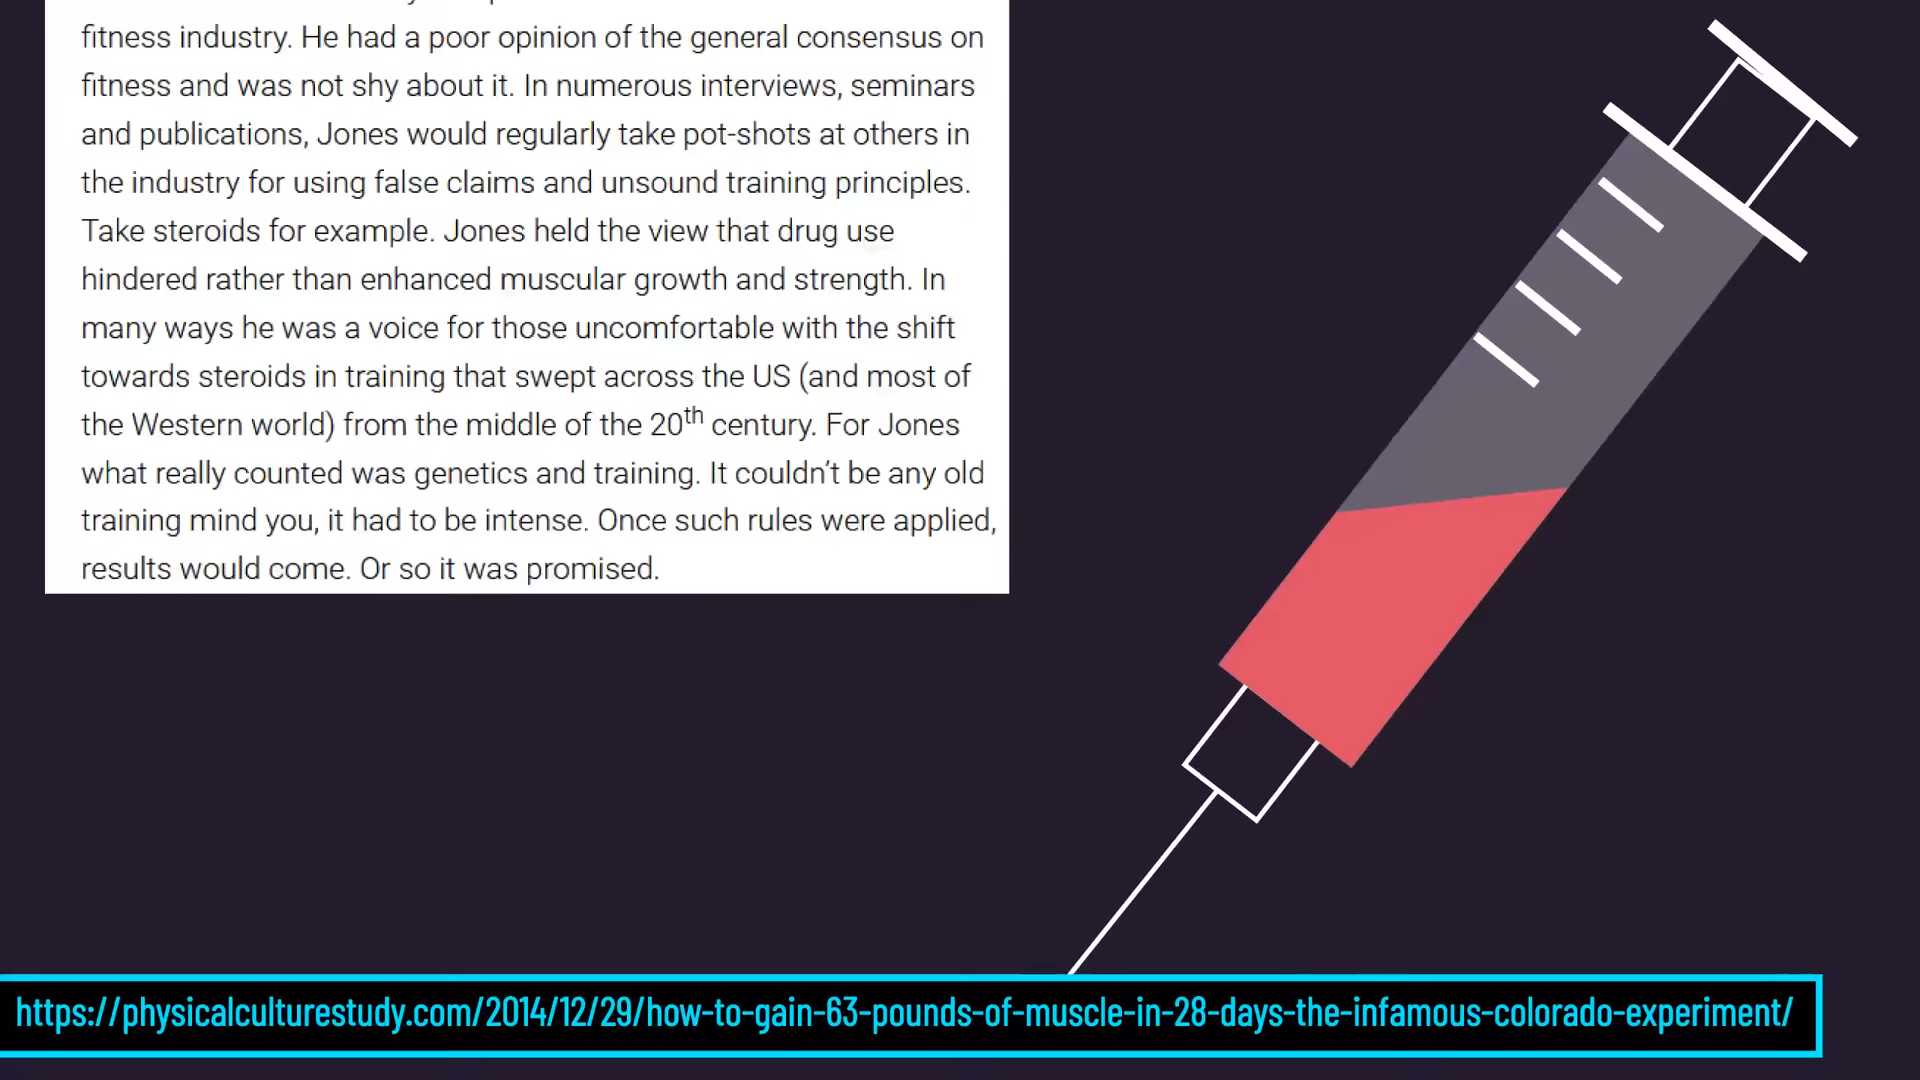 fitness industry. He had a poor opinion of the general consensus on
fitness and was not shy about it. In numerous interviews, seminars
and publications, Jones would regularly take pot-shots at others in
the industry for using false claims and unsound training principles.
Take steroids for example. Jones held the view that drug use
hindered rather than enhanced muscular growth and strength. In
many ways he was a voice for those uncomfortable with the shift
towards steroids in training that swept across the US (and most of
the Western world) from the middle of the 20th century. For Jones
what really counted was genetics and training. It couldn’t be any old
training mind you, it had to be intense. Once such rules were applied,
results would come. Or so it was promised.
https://physicalculturestudy.com/2014/12/29/how-to-gain-63-pounds-of-muscle-in-28-days-the-infamous-colorado-experiment/